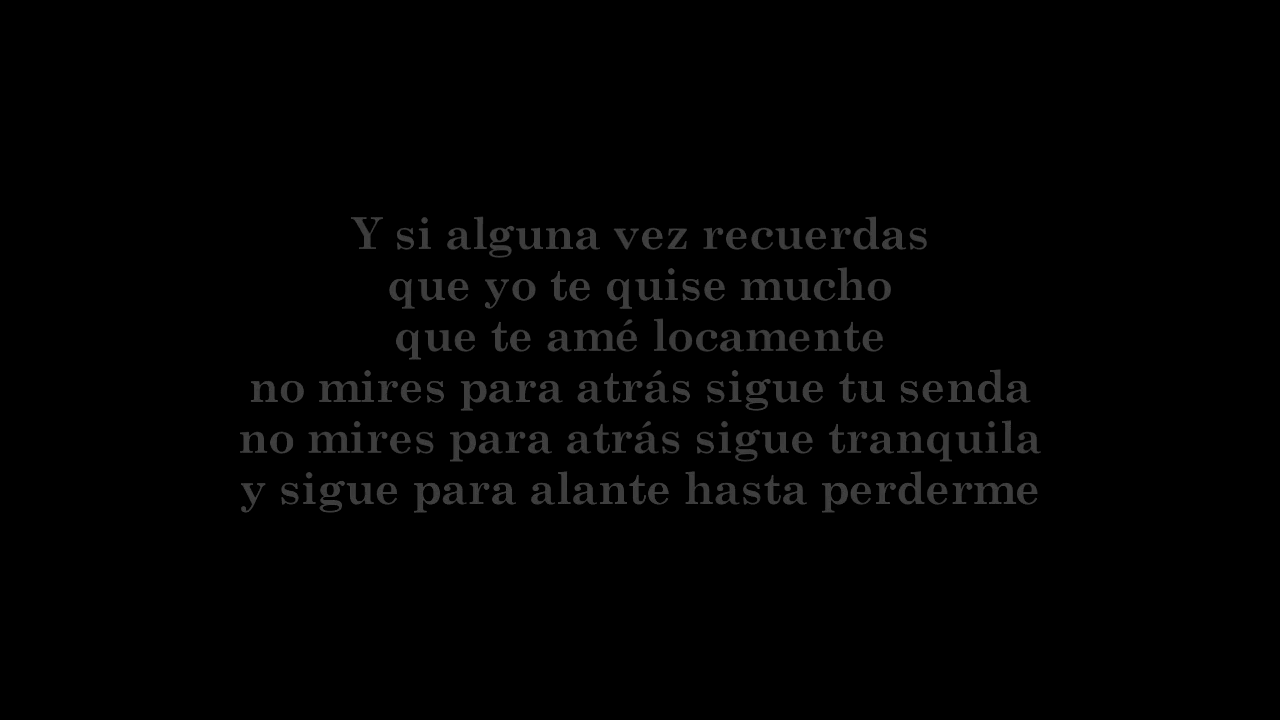 Y si alguna vez recuerdas
que yo te quise mucho
que te amé locamente
no mires para atrás sigue tu senda
no mires para atrás sigue tranquila
y sigue para alante hasta perderme